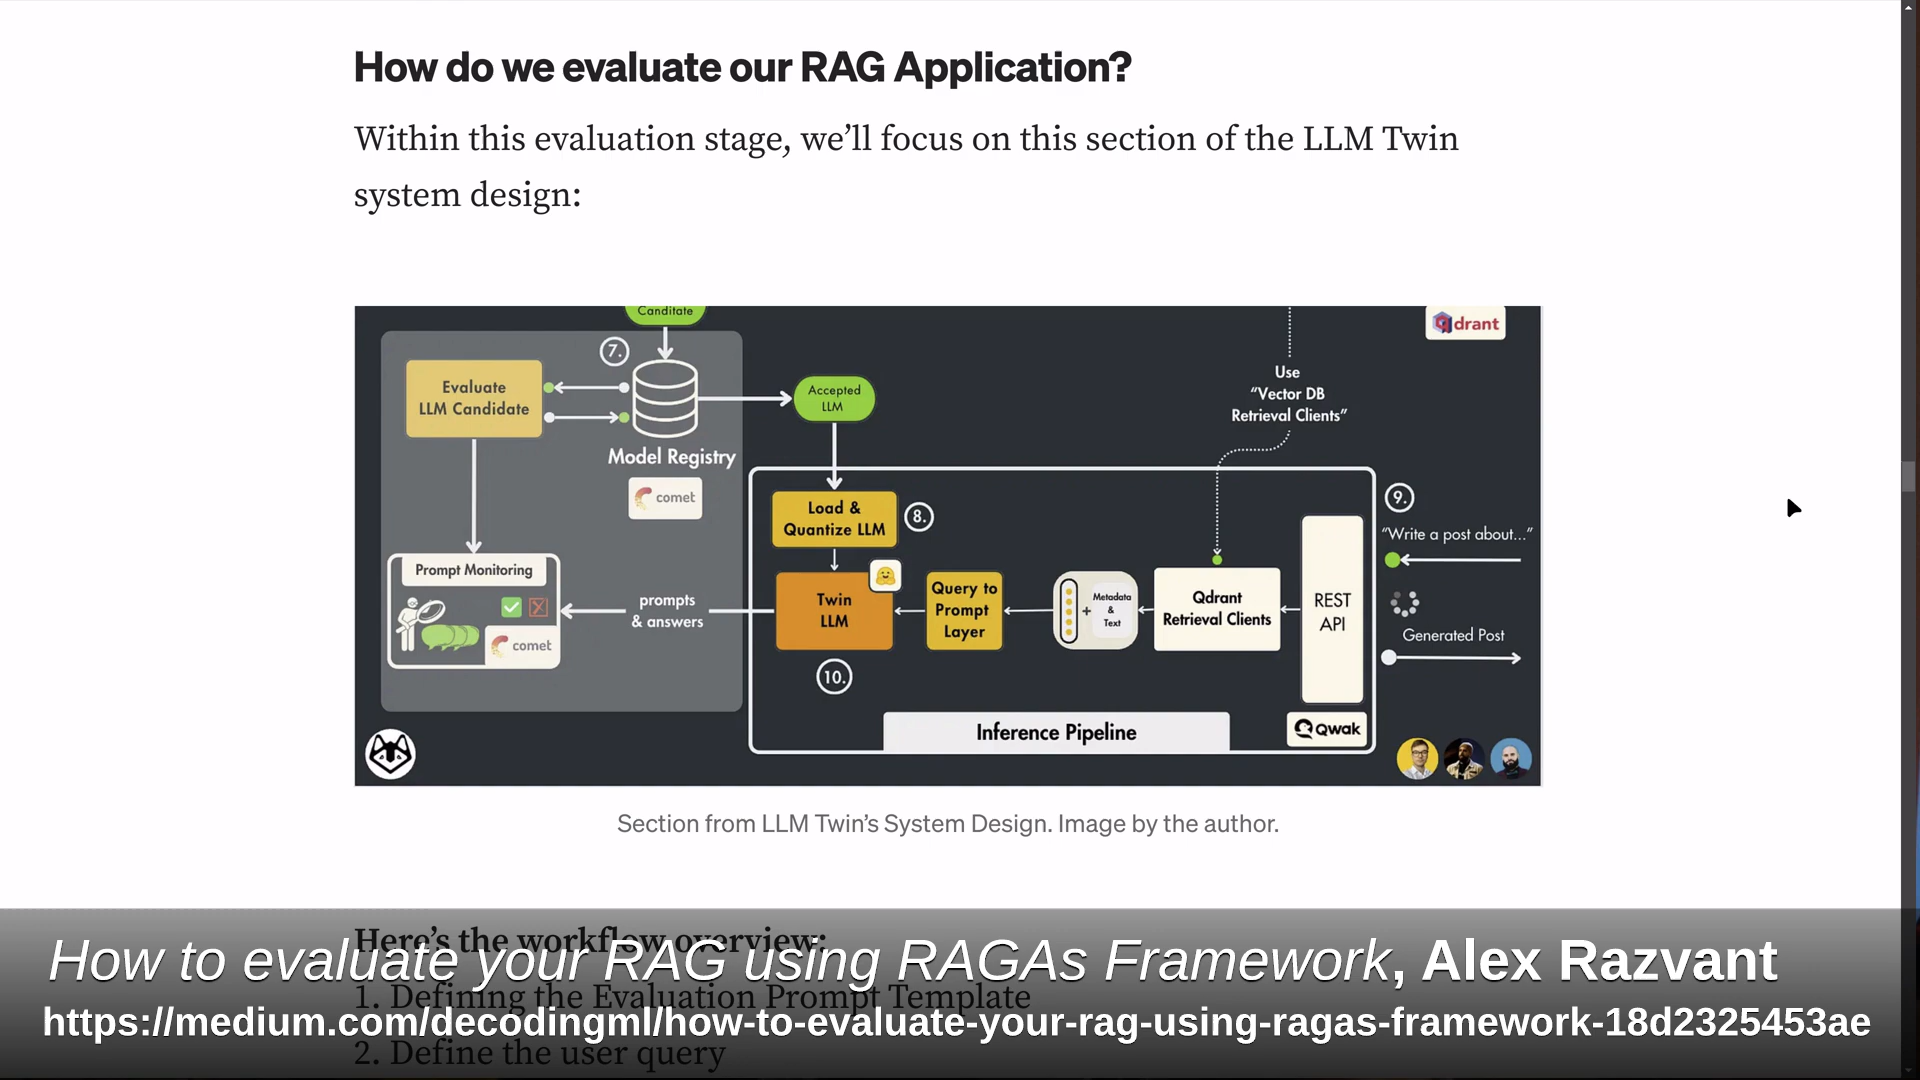 How do we evaluate our RAG Application?
Within this evaluation stage, we’ll focus on this section of the LLM Twin
system design:
Canditate
drant
7.
Evaluate
LLM Candidate
Accepted
LLM
Use
“Vector DB
Retrieval Clients”
Model Registry
comet
Load &
Quantize LLM
8.
9.
“Write a post about...”
Prompt Monitoring
comet
prompts
& answers
Twin
LLM
Query to
Prompt
Layer
+
Metadata
&
Text
Qdrant
Retrieval Clients
REST
API
Generated Post
10.
Inference Pipeline
Qwak
Section from LLM Twin’s System Design. Image by the author.
Here’s the workflow overview:
How to evaluate your RAG using RAGAs Framework, Alex Razvant
1. Defining the Evaluation Prompt Template
https://medium.com/decodingml/how-to-evaluate-your-rag-using-ragas-framework-18d2325453ae
2. Define the user query